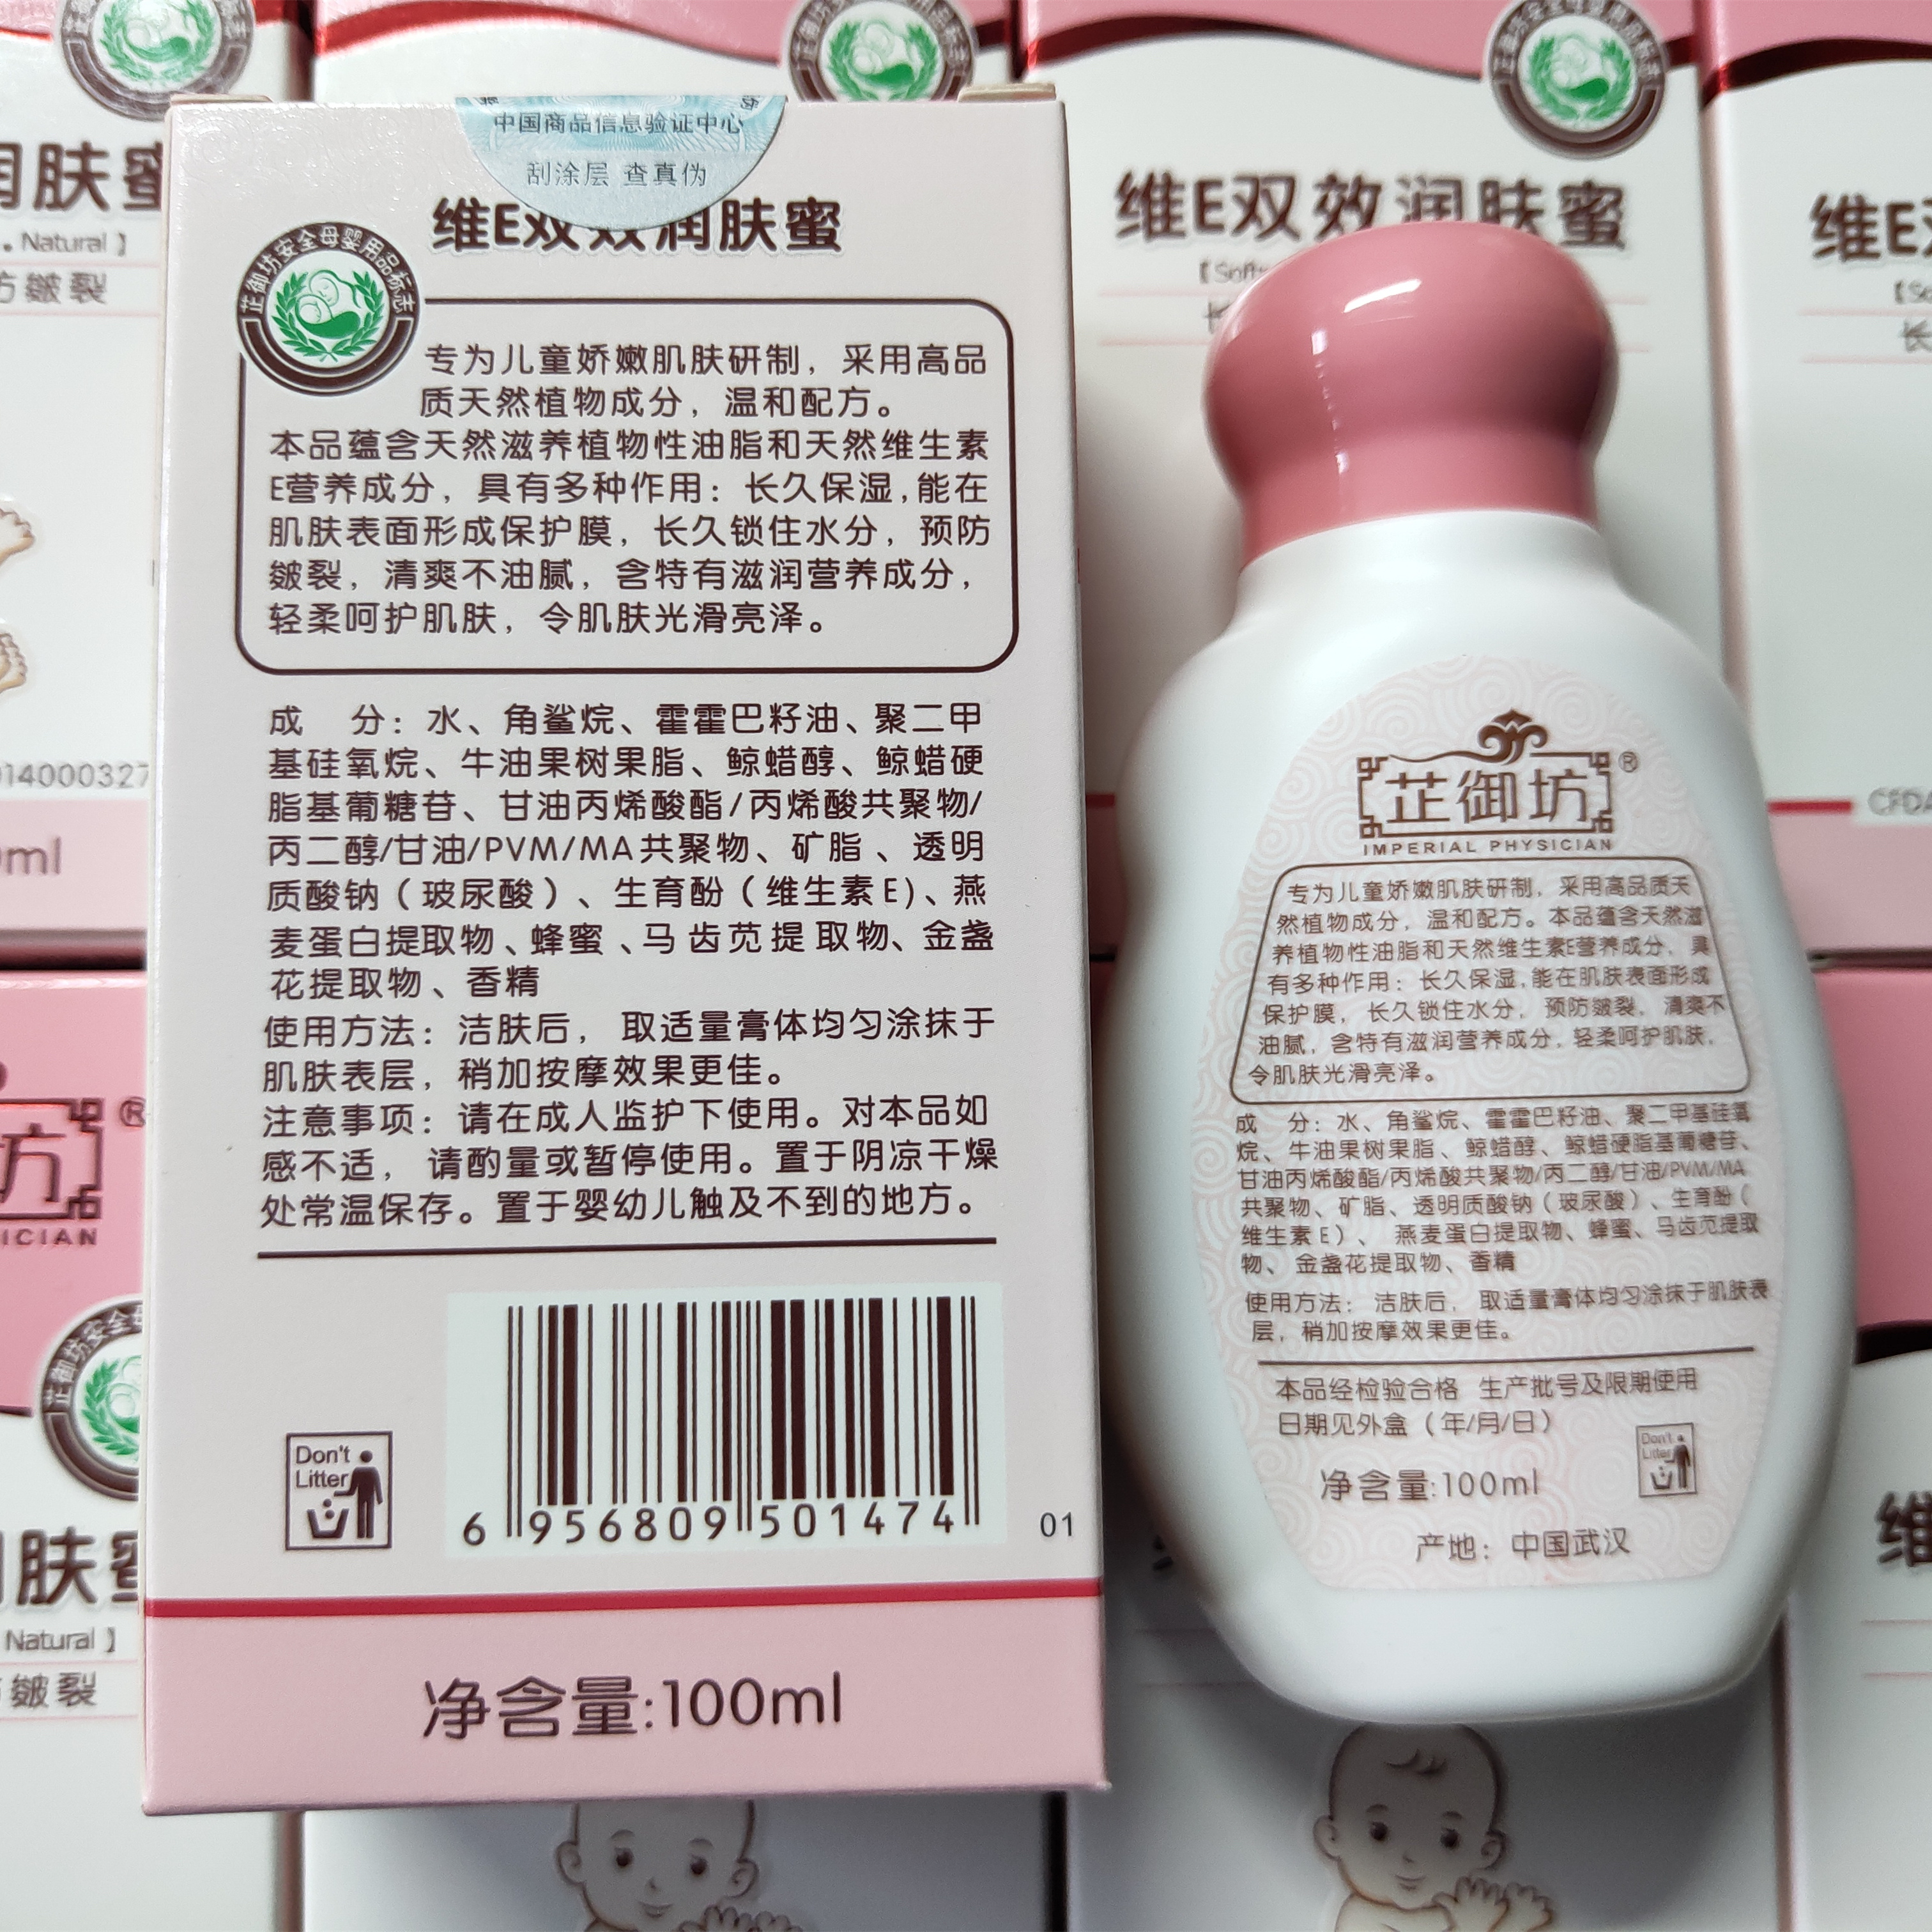 中国商品信息验证中心
刮涂层 查真伪
维E双效润肤蜜
芷御坊安全母婴用品标志
专为儿童娇嫩肌肤研制，采用高品
质天然植物成分，温和配方。
本品蕴含天然滋养植物性油脂和天然维生素
E营养成分，具有多种作用：长久保湿,能在
肌肤表面形成保护膜，长久锁住水分，预防
皴裂，清爽不油腻，含特有滋润营养成分，
轻柔呵护肌肤，令肌肤光滑亮泽。
成 分：水、角鲨烷、霍霍巴籽油、聚二甲
基硅氧烷、牛油果树果脂、鲸蜡醇、鲸蜡硬
脂基葡糖苷、甘油丙烯酸酯/丙烯酸共聚物/
丙二醇/甘油/PVM/MA共聚物、矿脂、透明
质酸钠（玻尿酸）、生育酚（维生素E)、燕
麦蛋白提取物、蜂蜜、马齿苋提取物、金盏
花提取物、香精
使用方法：洁肤后，取适量膏体均匀涂抹于
肌肤表层，稍加按摩效果更佳。
注意事项：请在成人监护下使用。对本品如
感不适，请酌量或暂停使用。置于阴凉干燥
处常温保存。置于婴幼儿触及不到的地方。
Don't
Litter
6 956809 501474
01
净含量:100ml
芷御坊®
IMPERIAL PHYSICIAN
专为儿童娇嫩肌肤研制，采用高品质天
然植物成分，温和配方。本品蕴含天然滋
养植物性油脂和天然维生素E营养成分，具
有多种作用：长久保湿,能在肌肤表面形成
保护膜，长久锁住水分，预防皴裂，清爽不
油腻，含特有滋润营养成分，轻柔呵护肌肤，
令肌肤光滑亮泽。
成 分：水、角鲨烷、霍霍巴籽油、聚二甲基硅氧
烷、牛油果树果脂、鲸蜡醇、鲸蜡硬脂基葡糖苷、
甘油丙烯酸酯/丙烯酸共聚物/丙二醇/甘油/PVM/MA
共聚物、矿脂、透明质酸钠（玻尿酸）、生育酚（
维生素E）、燕麦蛋白提取物、蜂蜜、马齿苋提取
物、金盏花提取物、香精
使用方法：洁肤后，取适量膏体均匀涂抹于肌肤表
层，稍加按摩效果更佳。
本品经检验合格 生产批号及限期使用
日期见外盒（年/月/日）
Don't
Litter
净含量:100ml
产地：中国武汉
维E双效润肤蜜
肤蜜
. Natural】
皴裂
14000327
ml
坊®
ICIAN
肤蜜
Natural】
皴裂
维E
CFDA
维